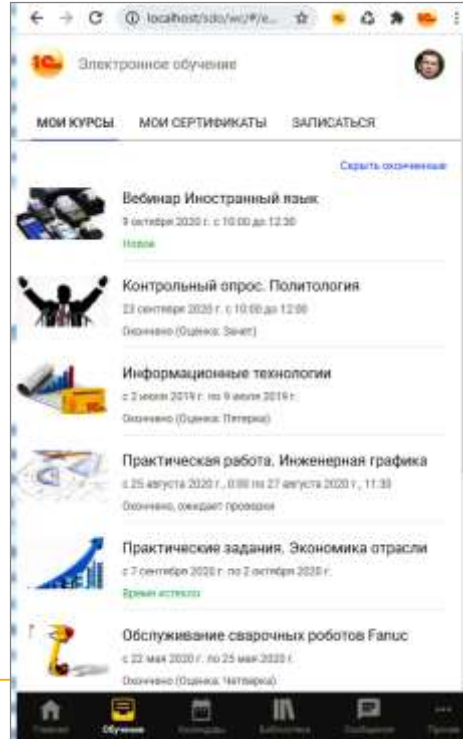 localhost/sdo/wc/#/e...
1С
Электронное обучение
МОИ КУРСЫ МОИ СЕРТИФИКАТЫ ЗАПИСАТЬСЯ
Скрыть оконченные
Вебинар Иностранный язык
9 октября 2020 г. с 10:00 до 12:30
Новое
Контрольный опрос. Политология
23 сентября 2020 г. с 10:00 до 12:00
Окончено (Оценка: Зачет)
Информационные технологии
с 2 июля 2019 г. по 9 июля 2019 г.
Окончено (Оценка: Пятерка)
Практическая работа. Инженерная графика
с 25 августа 2020 г., 0:00 по 27 августа 2020 г., 11:33
Окончено, ожидает проверки
Практические задания. Экономика отрасли
с 7 сентября 2020 г. по 2 октября 2020 г.
Время истекло
Обслуживание сварочных роботов Fanuc
с 22 мая 2020 г. по 25 мая 2020 г.
Окончено (Оценка: Четверка)
Главная Обучение Календарь Библиотека Сообщения Прочее